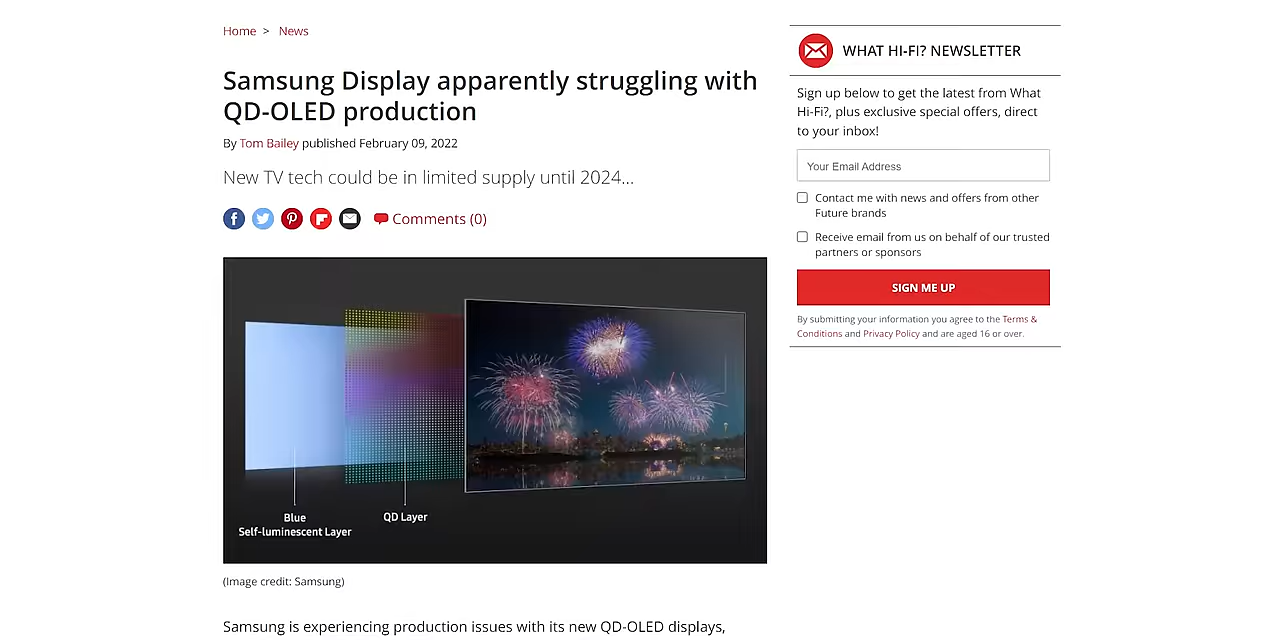 Home > News
Samsung Display apparently struggling with
QD-OLED production
By Tom Bailey published February 09, 2022
New TV tech could be in limited supply until 2024...
Comments (0)
Blue
Self-luminescent Layer
QD Layer
(Image credit: Samsung)
Samsung is experiencing production issues with its new QD-OLED displays,
WHAT HI-FI? NEWSLETTER
Sign up below to get the latest from What
Hi-Fi?, plus exclusive special offers, direct
to your inbox!
Your Email Address
Contact me with news and offers from other
Future brands
Receive email from us on behalf of our trusted
partners or sponsors
SIGN ME UP
By submitting your information you agree to the Terms &
Conditions and Privacy Policy and are aged 16 or over.